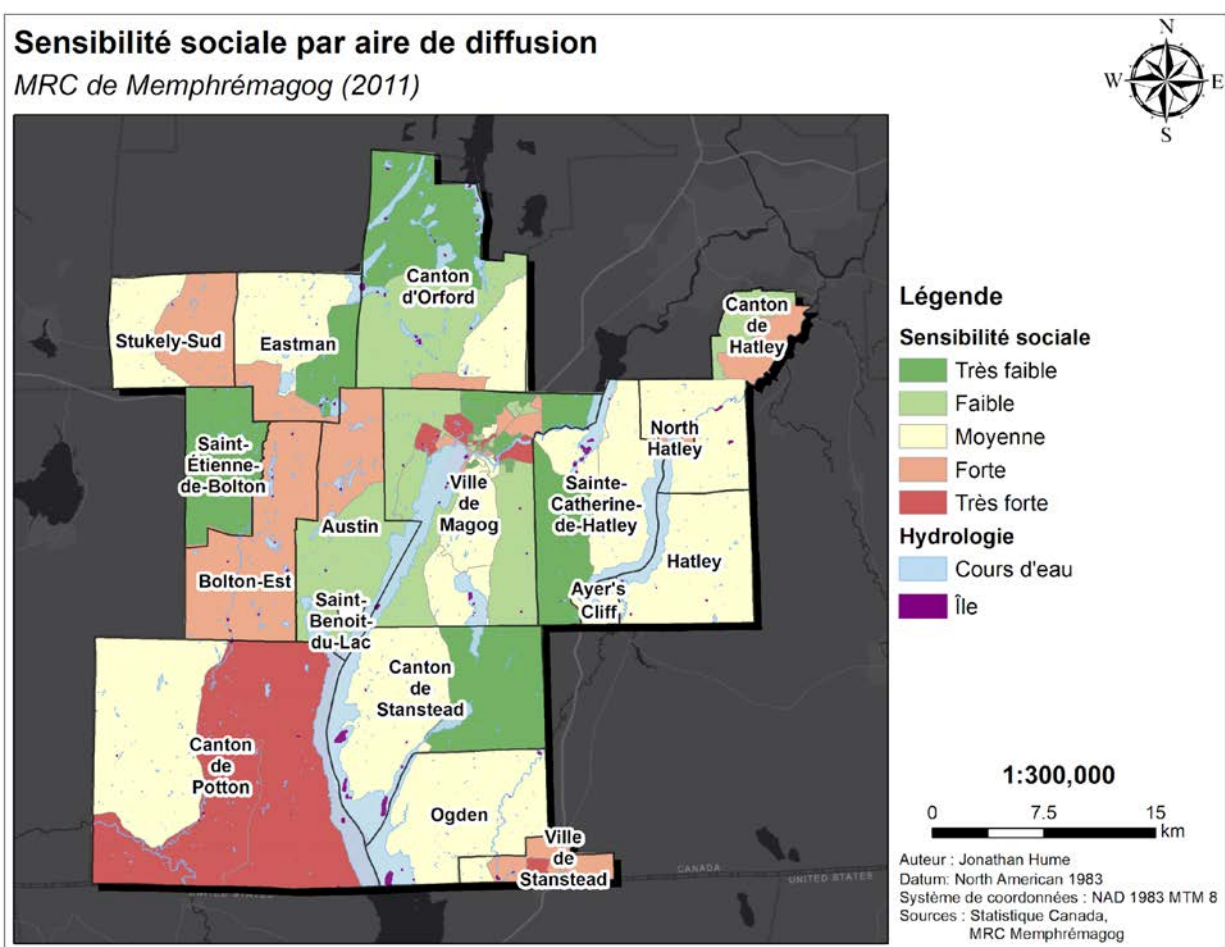 Sensibilité sociale par aire de diffusion
MRC de Memphrémagog (2011)
N
W
E
S
Canton
d'Orford
Stukely-Sud
Eastman
Canton
de
Hatley
Saint-
Étienne-
de-Bolton
North
Hatley
Ville
de
Magog
Sainte-
Catherine-
de-Hatley
Austin
Hatley
Bolton-Est
Saint-
Benoit-
du-Lac
Ayer's
Cliff
Canton
de
Stanstead
Canton
de
Potton
Ogden
Ville
de
Stanstead
CANADA
UNITED STATES
UNITED STATES
Légende
Sensibilité sociale
Très faible
Faible
Moyenne
Forte
Très forte
Hydrologie
Cours d'eau
Île
1:300,000
0 7.5 15
km
Auteur : Jonathan Hume
Datum: North American 1983
Système de coordonnées : NAD 1983 MTM 8
Sources : Statistique Canada,
MRC Memphrémagog